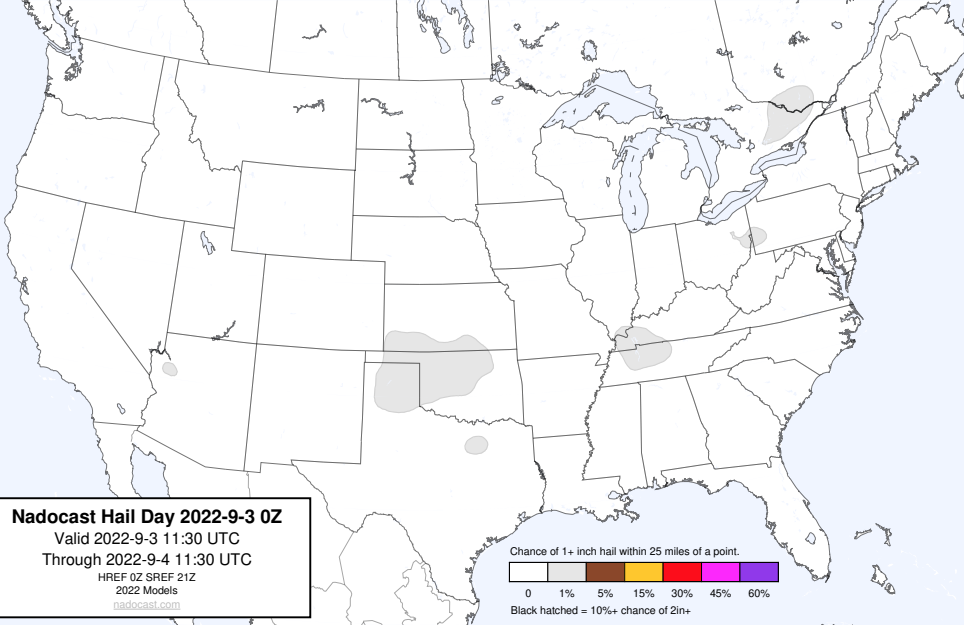 Nadocast Hail Day 2022-9-3 0Z
Valid 2022-9-3 11:30 UTC
Through 2022-9-4 11:30 UTC
HREF 0Z SREF 21Z
2022 Models
nadocast.com
Chance of 1+ inch hail within 25 miles of a point.
0 1% 5% 15% 30% 45% 60%
Black hatched = 10%+ chance of 2in+